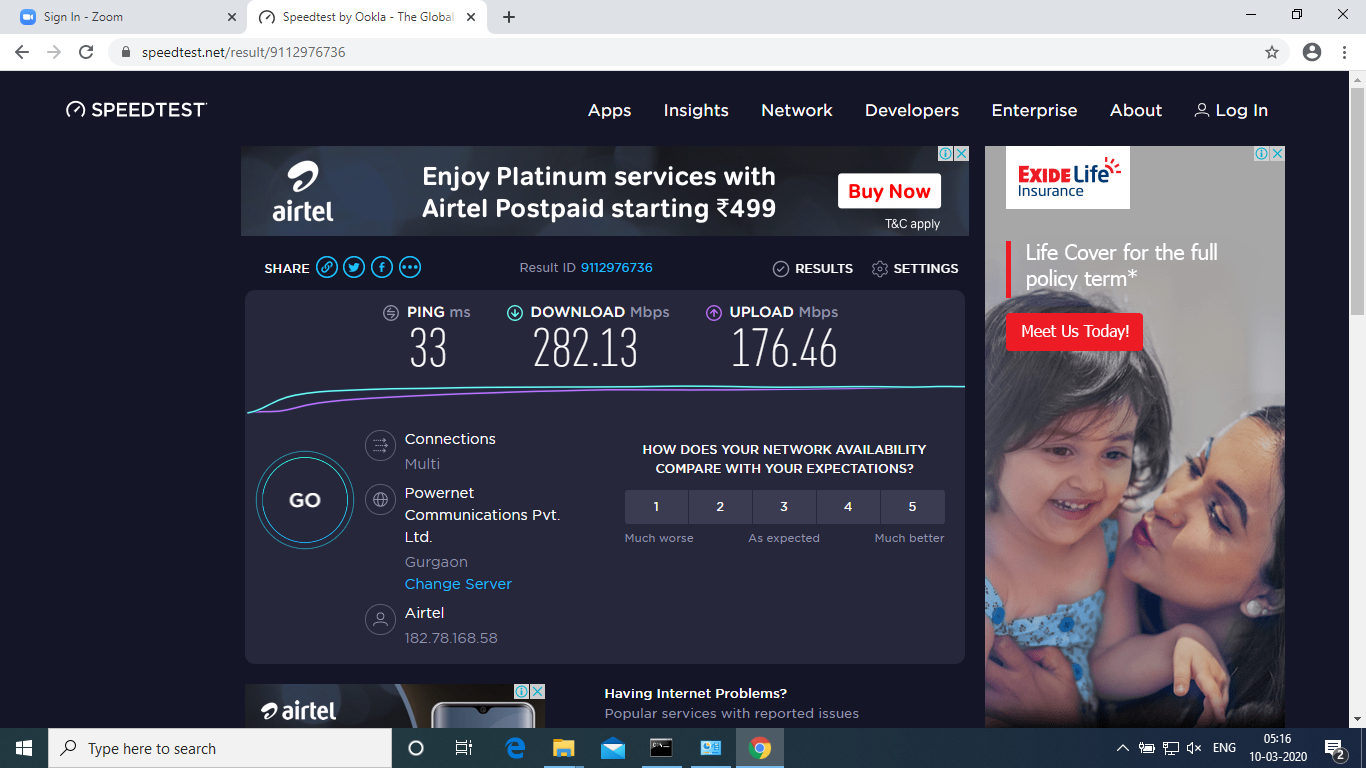 Sign In - Zoom
Speedtest by Ookla - The Global
speedtest.net/result/9112976736
SPEEDTEST
Apps
Insights
Network
Developers
Enterprise
About
Log In
airtel
Enjoy Platinum services with
Airtel Postpaid starting ₹499
Buy Now
T&C apply
EXIDE Life
Insurance
Life Cover for the full
policy term*
Meet Us Today!
SHARE
Result ID 9112976736
RESULTS
SETTINGS
PING ms
33
DOWNLOAD Mbps
282.13
UPLOAD Mbps
176.46
GO
Connections
Multi
Powernet
Communications Pvt.
Ltd.
Gurgaon
Change Server
Airtel
182.78.168.58
HOW DOES YOUR NETWORK AVAILABILITY
COMPARE WITH YOUR EXPECTATIONS?
1 2 3 4 5
Much worse As expected Much better
airtel
Having Internet Problems?
Popular services with reported issues
Type here to search
ENG
05:16
10-03-2020
2